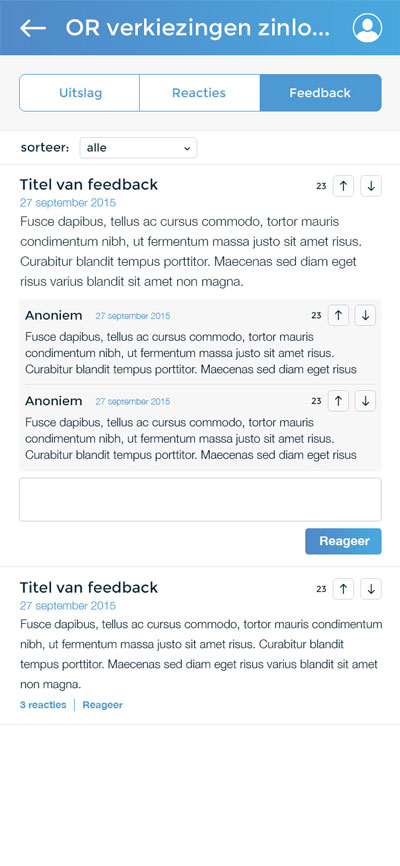 OR verkiezingen zinlo...
Uitslag Reacties Feedback
sorteer: alle
Titel van feedback 23
27 september 2015
Fusce dapibus, tellus ac cursus commodo, tortor mauris
condimentum nibh, ut fermentum massa justo sit amet risus.
Curabitur blandit tempus porttitor. Maecenas sed diam eget
risus varius blandit sit amet non magna.
Anoniem 27 september 2015 23
Fusce dapibus, tellus ac cursus commodo, tortor mauris
condimentum nibh, ut fermentum massa justo sit amet risus.
Curabitur blandit tempus porttitor. Maecenas sed diam eget risus
Anoniem 27 september 2015 23
Fusce dapibus, tellus ac cursus commodo, tortor mauris
condimentum nibh, ut fermentum massa justo sit amet risus.
Curabitur blandit tempus porttitor. Maecenas sed diam eget risus
Reageer
Titel van feedback 23
27 september 2015
Fusce dapibus, tellus ac cursus commodo, tortor mauris condimentum
nibh, ut fermentum massa justo sit amet risus. Curabitur blandit
tempus porttitor. Maecenas sed diam eget risus varius blandit sit amet
non magna.
3 reacties | Reageer